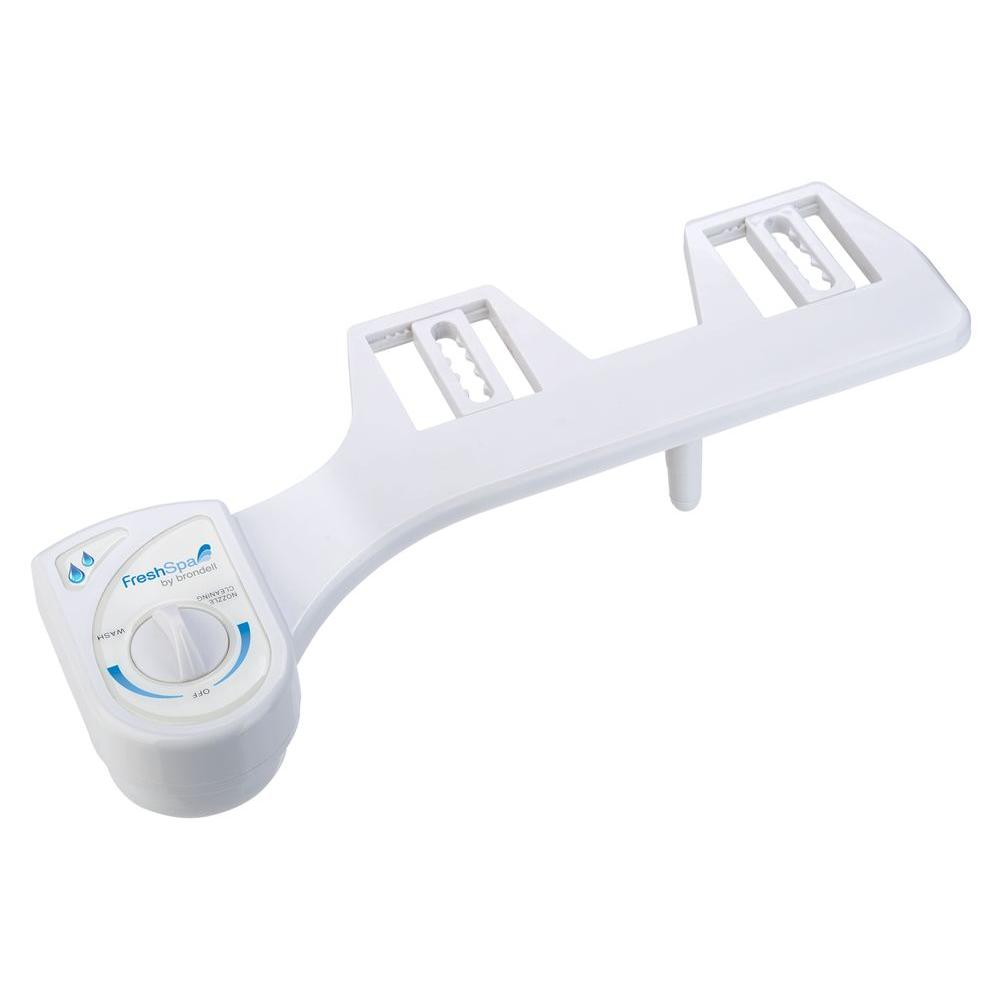 FreshSpa
by brondell
NOZZLE
CLEANING
WASH
OFF